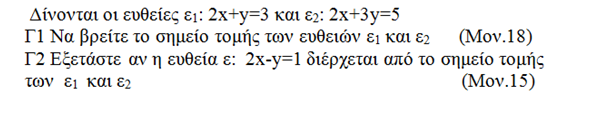 Δίνονται οι ευθείες ε₁: 2x+y=3 και ε₂: 2x+3y=5
Γ1 Να βρείτε το σημείο τομής των ευθειών ε₁ και ε₂ (Μον.18)
Γ2 Εξετάστε αν η ευθεία ε: 2x-y=1 διέρχεται από το σημείο τομής
των ε₁ και ε₂ (Μον.15)